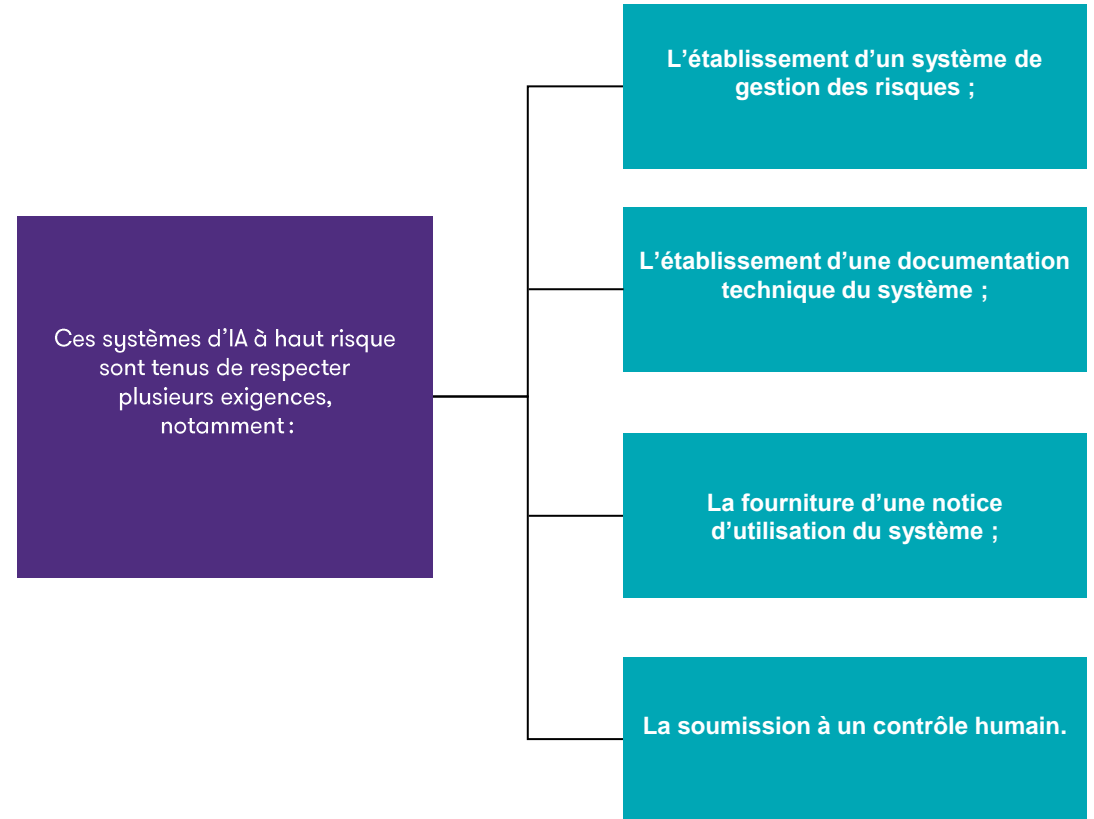 Ces systèmes d'IA à haut risque
sont tenus de respecter
plusieurs exigences,
notamment :
L’établissement d’un système de
gestion des risques ;
L’établissement d’une documentation
technique du système ;
La fourniture d’une notice
d’utilisation du système ;
La soumission à un contrôle humain.